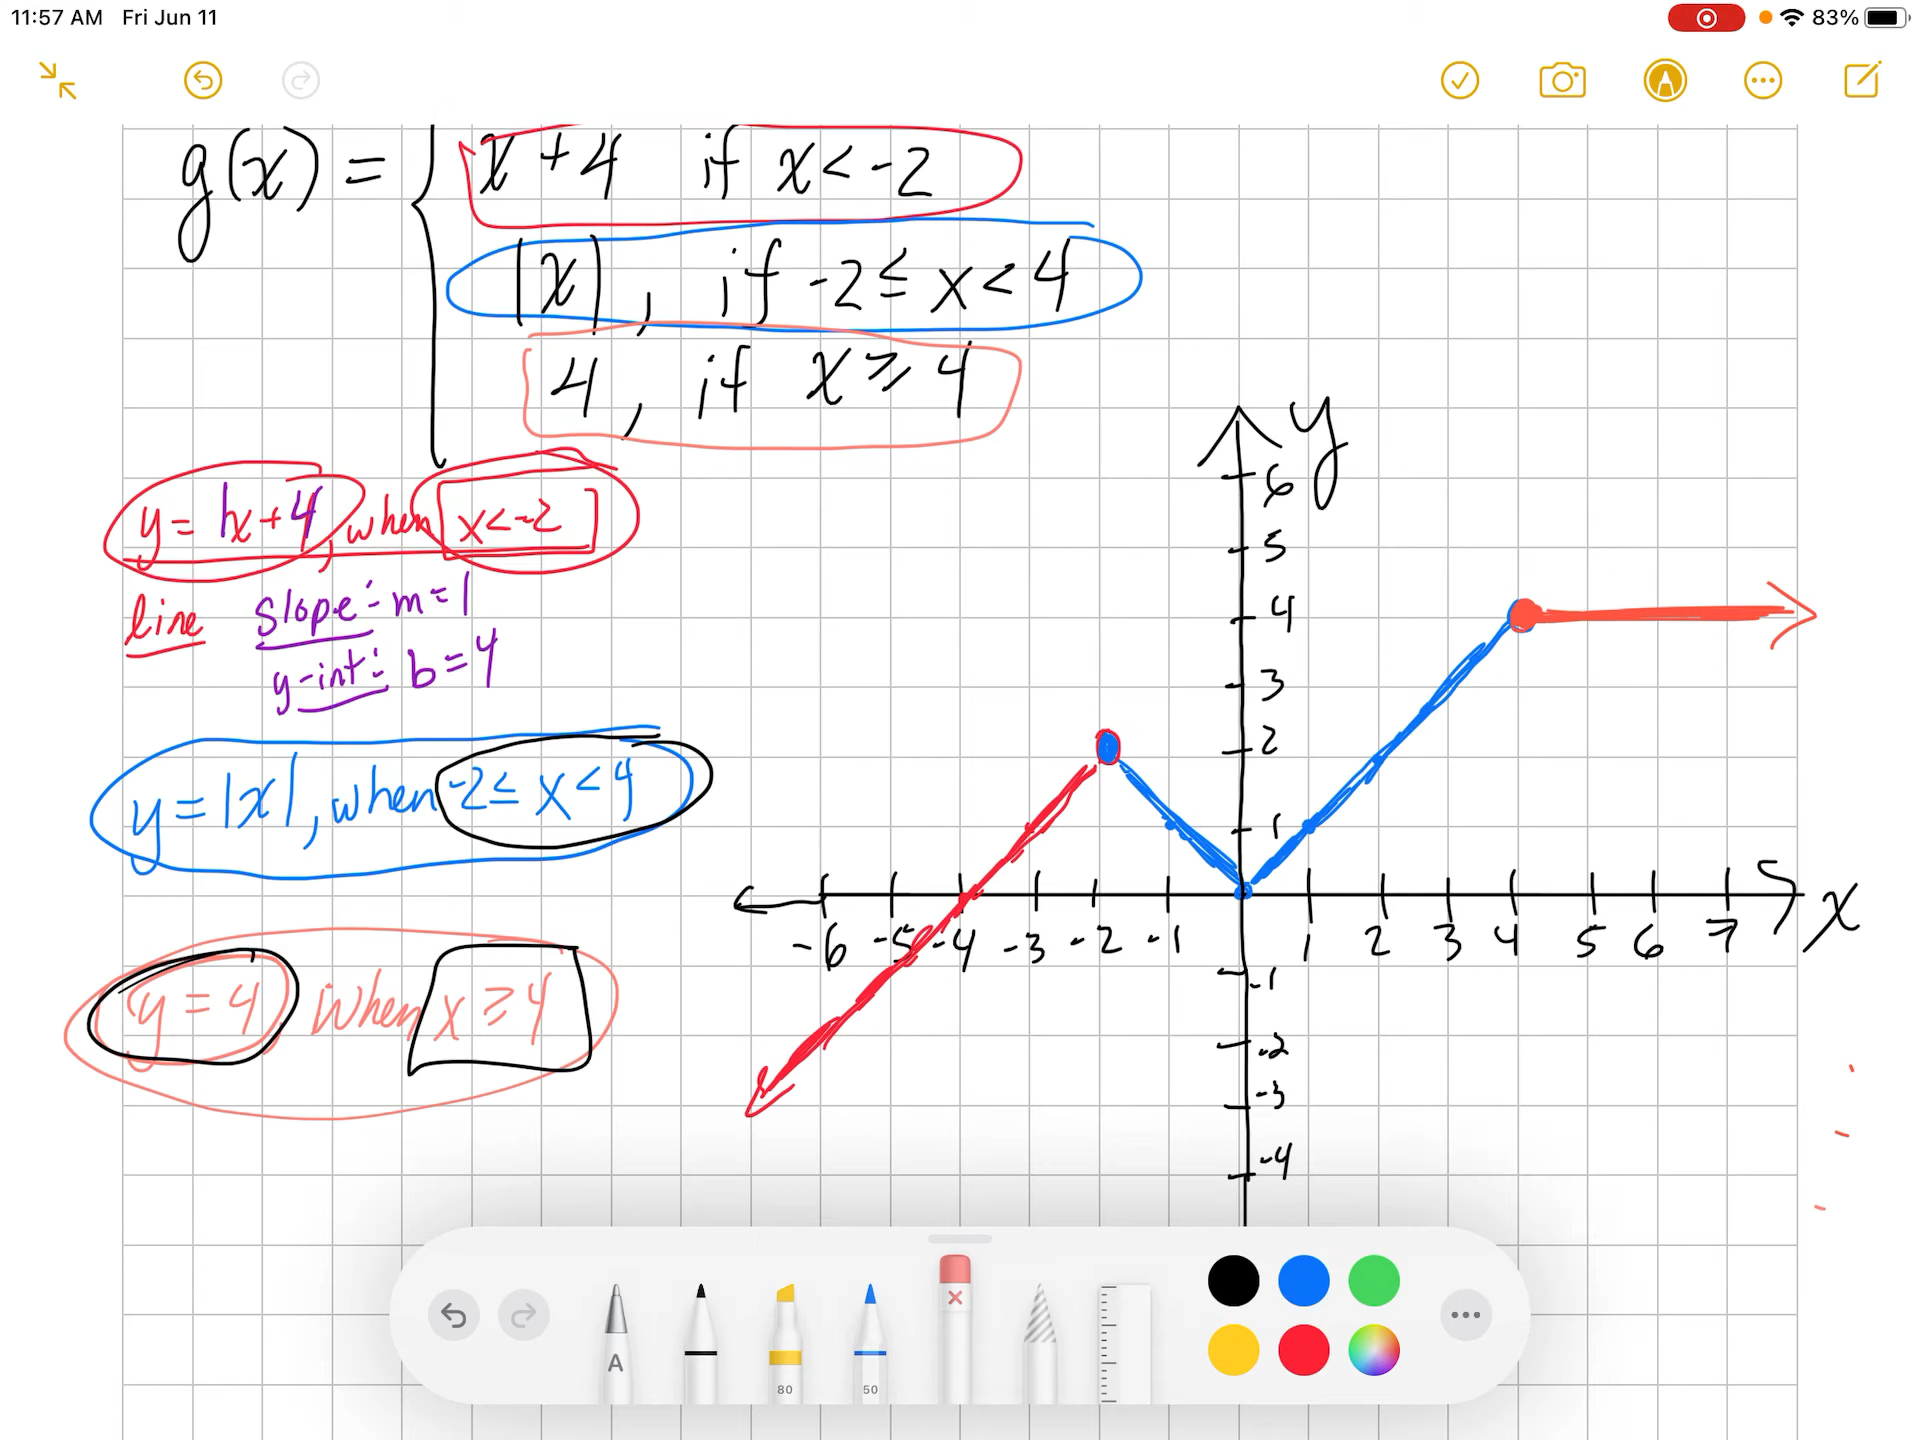 11:57 AM Fri Jun 11 83%
g(x) = { x + 4 if x < -2
|x| , if -2 ≤ x < 4
4 , if x ≥ 4
y = 1x + 4, when x < -2
line slope: m = 1
y-int: b = 4
y = |x|, when -2 ≤ x < 4
y = 4 when x ≥ 4
y
6
5
4
3
2
1
-6 -5 -4 -3 -2 -1 1 2 3 4 5 6 7 x
-1
-2
-3
-4
A 80 50